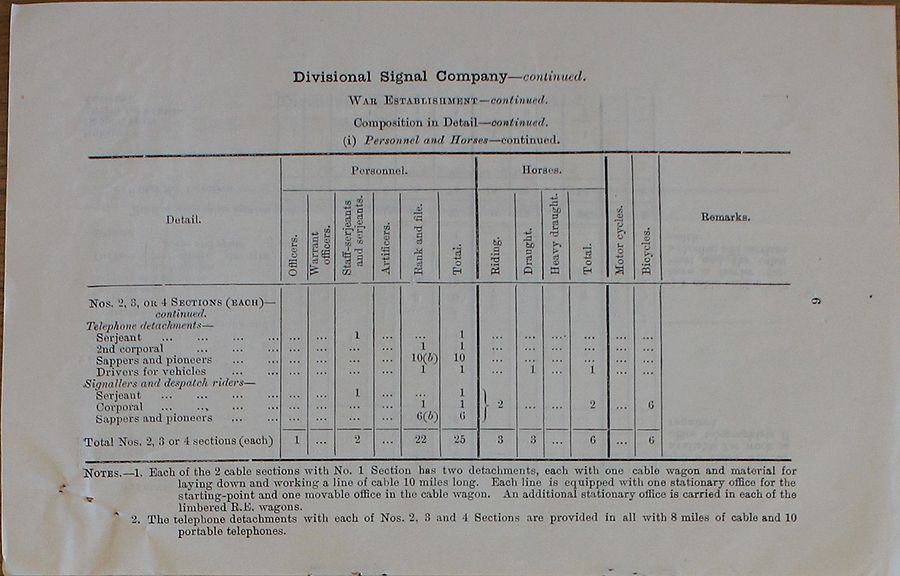 Divisional Signal Company—continued.
War Establishment—continued.
Composition in Detail—continued.
(i) Personnel and Horses—continued.
Detail. Personnel. Horses. Motor cycles. Bicycles. Remarks.
Officers. Warrant officers. Staff-serjeants and serjeants. Artificers. Rank and file. Total. Riding. Draught. Heavy draught. Total.
Nos. 2, 3, or 4 Sections (each)—
continued.
Telephone detachments—
Serjeant ... ... ... ... ... ... 1 ... ... 1 ... ... ... ... ... ...
2nd corporal ... ... ... ... ... ... ... 1 1 ... ... ... ... ... ...
Sappers and pioneers ... ... ... ... ... ... 10(b) 10 ... ... ... ... ... ...
Drivers for vehicles ... ... ... ... ... ... 1 1 ... 1 ... 1 ... ...
Signallers and despatch riders—
Serjeant ... ... ... ... ... ... 1 ... ... 1
Corporal ... ... ... ... ... ... ... ... 1 1 } 2 ... ... 2 ... 6
Sappers and pioneers ... ... ... ... ... ... 6(b) 6
Total Nos. 2, 3 or 4 sections (each) 1 ... 2 ... 22 25 3 3 ... 6 ... 6
Notes.—1. Each of the 2 cable sections with No. 1 Section has two detachments, each with one cable wagon and material for
laying down and working a line of cable 10 miles long. Each line is equipped with one stationary office for the
starting-point and one movable office in the cable wagon. An additional stationary office is carried in each of the
limbered R.E. wagons.
2. The telephone detachments with each of Nos. 2, 3 and 4 Sections are provided in all with 8 miles of cable and 10
portable telephones.
9